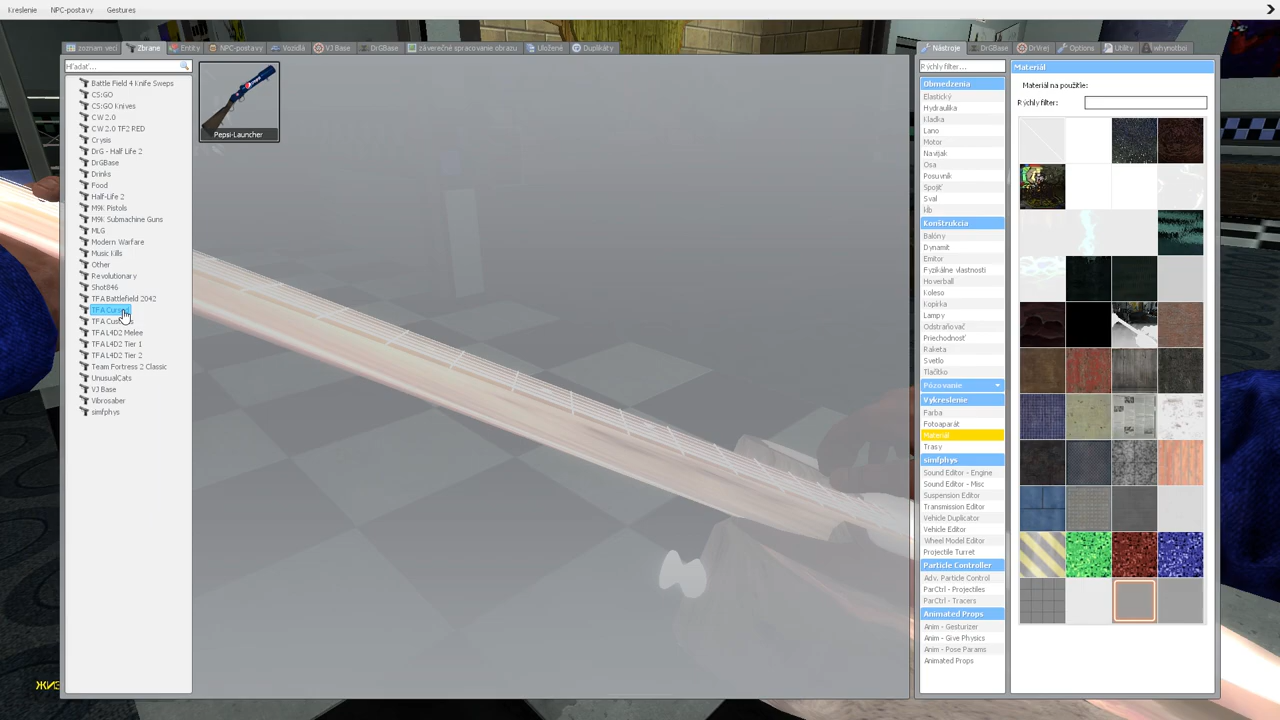 Kreslenie NPC-postavy Gestures
zoznam vecí Zbrane Entity NPC-postavy Vozidlá VJ Base DrGBase záverečné spracovanie obrazu Uložené Duplikáty
Hľadať...
Battle Field 4 Knife Sweps
CS:GO
CS:GO Knives
CW 2.0
CW 2.0 TF2 RED
Crysis
DrG - Half Life 2
DrGBase
Drinks
Food
Half-Life 2
M9K Pistols
M9K Submachine Guns
MLG
Modern Warfare
Music Kills
Other
Revolutionary
Shot846
TFA Battlefield 2042
TFA L4D2 Melee
TFA L4D2 Tier 1
TFA L4D2 Tier 2
Team Fortress 2 Classic
UnusualCats
VJ Base
Vibrosaber
simfphys
Pepsi-Launcher
Nástroje DrGBase DrVrej Options Utility whynotboi
Rýchly filter...
Obmedzenia
Elastický
Hydraulika
Kladka
Lano
Motor
Navijak
Osa
Posuvník
Spojiť
Sval
kĺb
Konštrukcia
Balóny
Dynamit
Emitor
Fyzikálne vlastnosti
Hoverball
Koleso
Kopírka
Lampy
Odstraňovač
Priechodnosť
Raketa
Svetlo
Tlačítko
Pózovanie
Vykreslenie
Farba
Fotoaparát
Materiál
Trasy
simfphys
Sound Editor - Engine
Sound Editor - Misc
Suspension Editor
Transmission Editor
Vehicle Duplicator
Vehicle Editor
Wheel Model Editor
Projectile Turret
Particle Controller
Adv. Particle Control
ParCtrl - Projectiles
ParCtrl - Tracers
Animated Props
Anim - Gesturizer
Anim - Give Physics
Anim - Pose Params
Animated Props
Materiál
Materiál na použitie:
Rýchly filter: